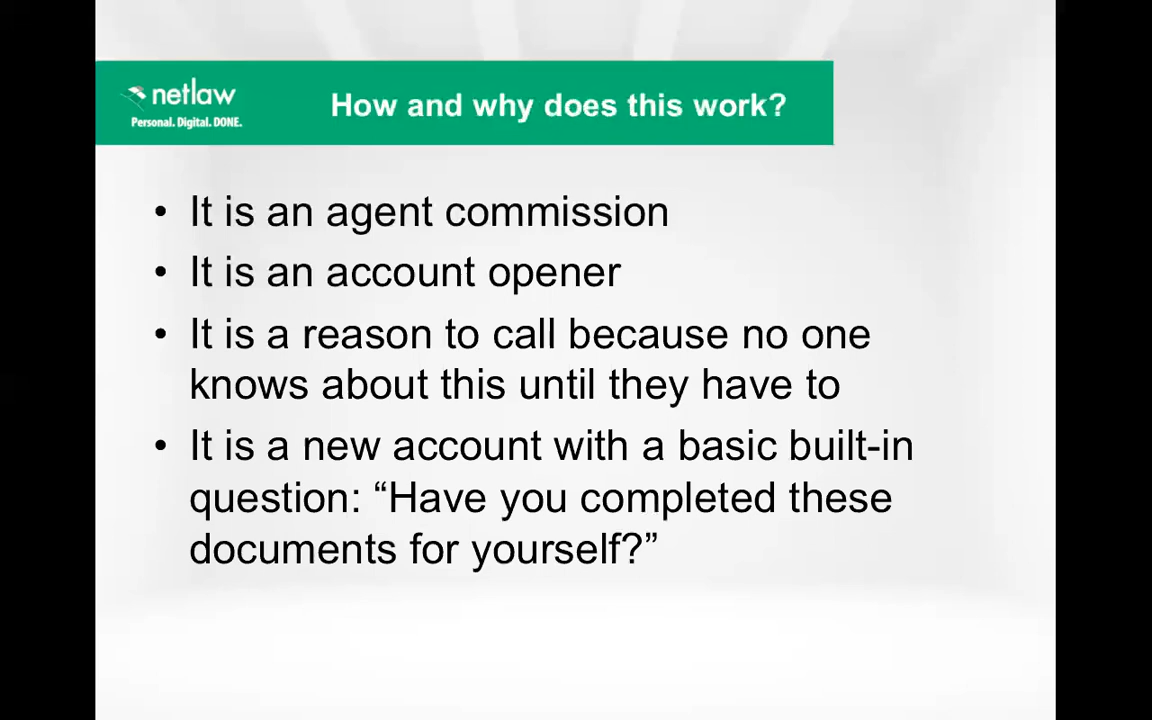 netlaw
Personal. Digital. DONE.
How and why does this work?
• It is an agent commission
• It is an account opener
• It is a reason to call because no one
knows about this until they have to
• It is a new account with a basic built-in
question: “Have you completed these
documents for yourself?”